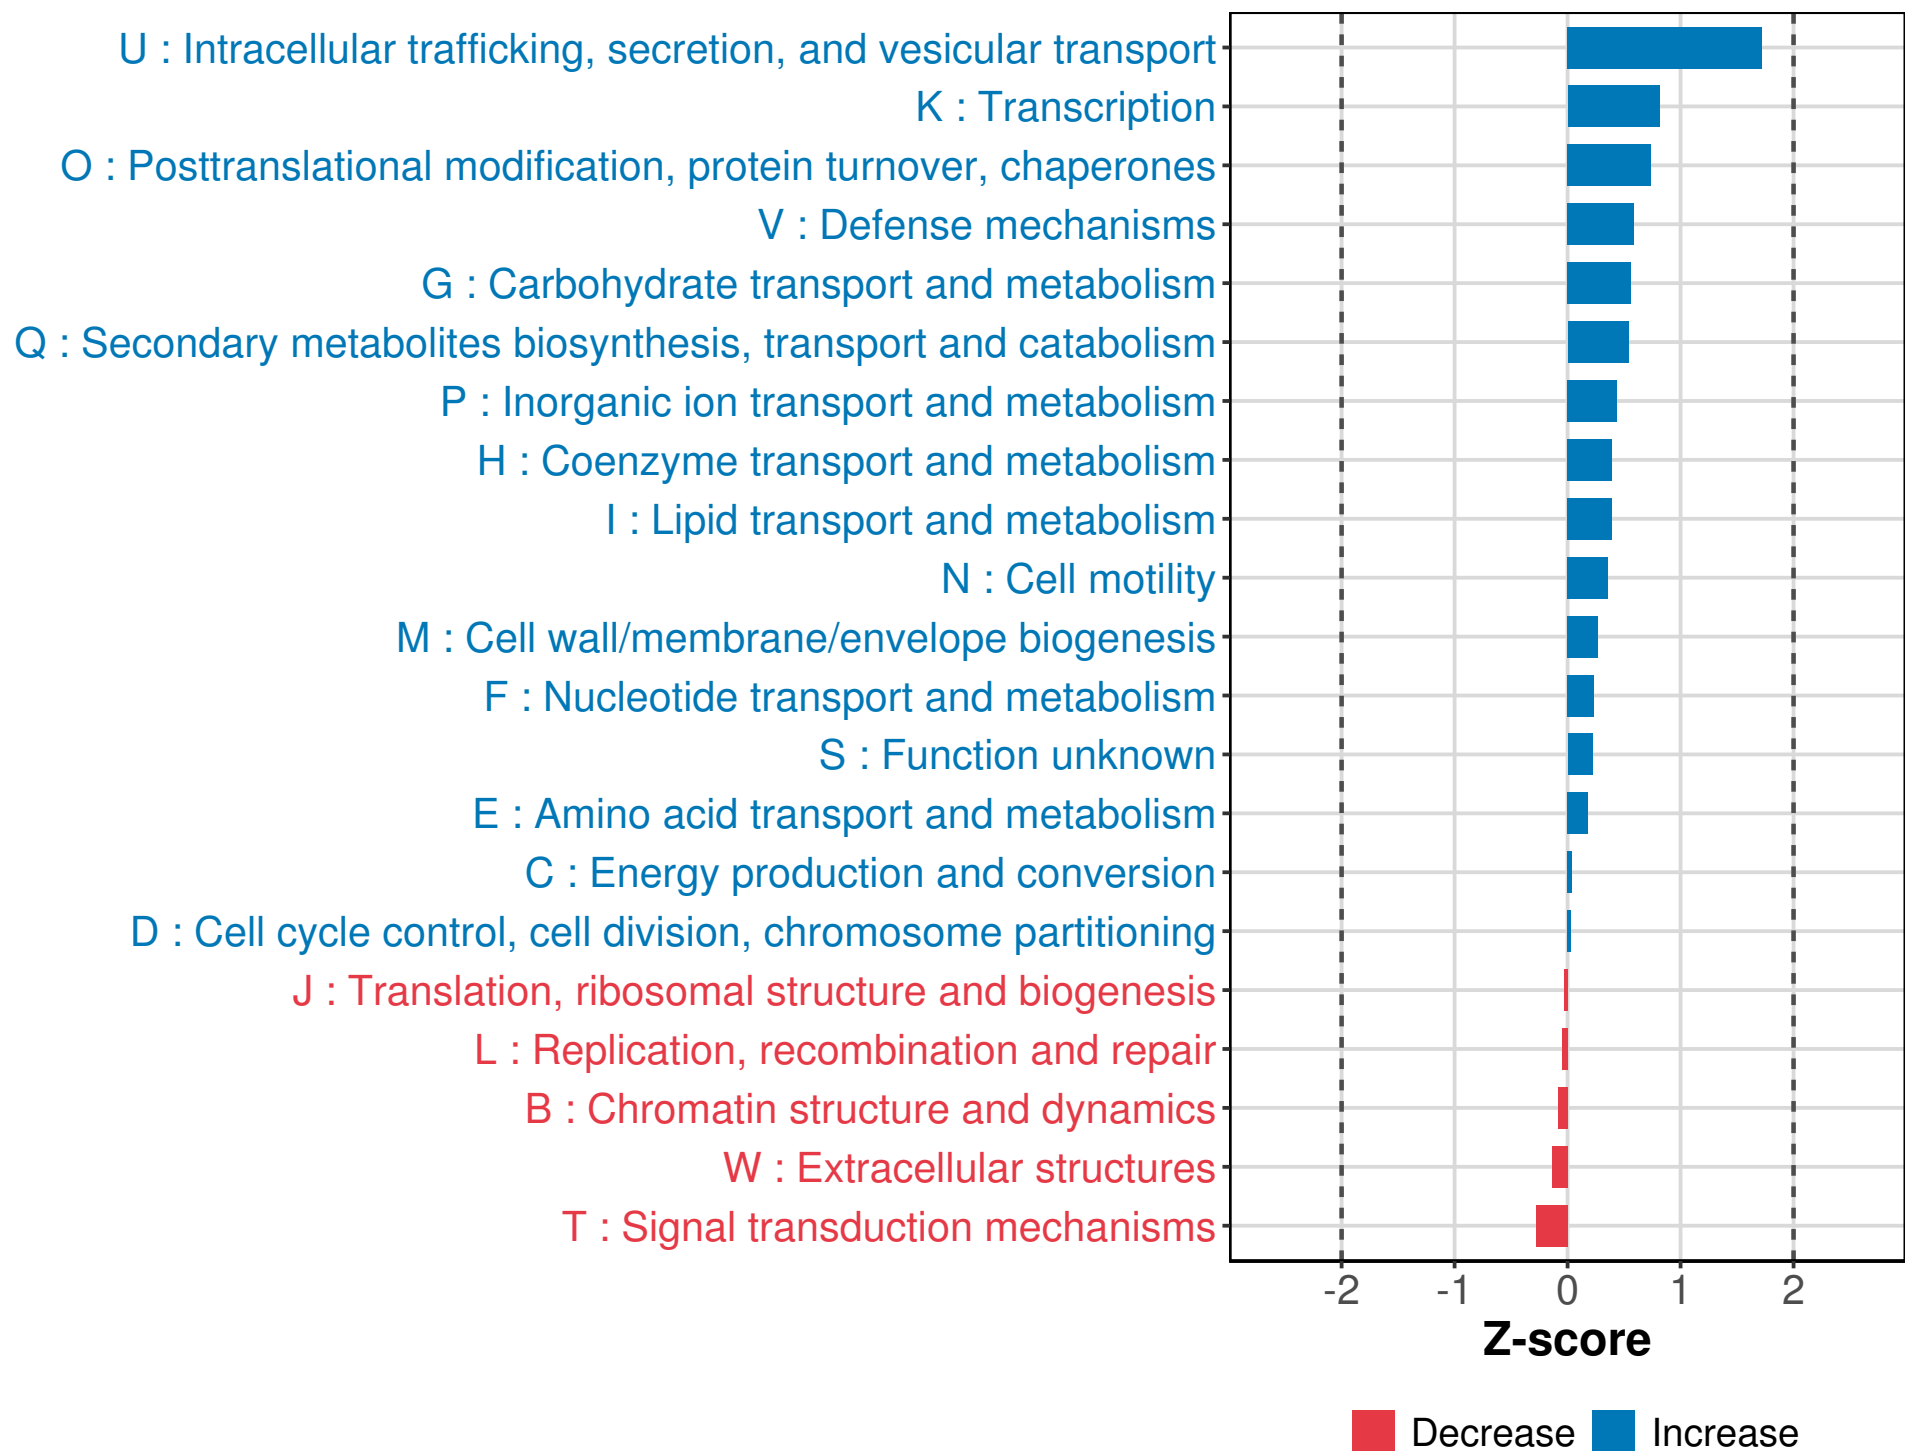 U : Intracellular trafficking, secretion, and vesicular transport
K : Transcription
O : Posttranslational modification, protein turnover, chaperones
V : Defense mechanisms
G : Carbohydrate transport and metabolism
Q : Secondary metabolites biosynthesis, transport and catabolism
P : Inorganic ion transport and metabolism
H : Coenzyme transport and metabolism
I : Lipid transport and metabolism
N : Cell motility
M : Cell wall/membrane/envelope biogenesis
F : Nucleotide transport and metabolism
S : Function unknown
E : Amino acid transport and metabolism
C : Energy production and conversion
D : Cell cycle control, cell division, chromosome partitioning
J : Translation, ribosomal structure and biogenesis
L : Replication, recombination and repair
B : Chromatin structure and dynamics
W : Extracellular structures
T : Signal transduction mechanisms
-2 -1 0 1 2
Z-score
Decrease Increase